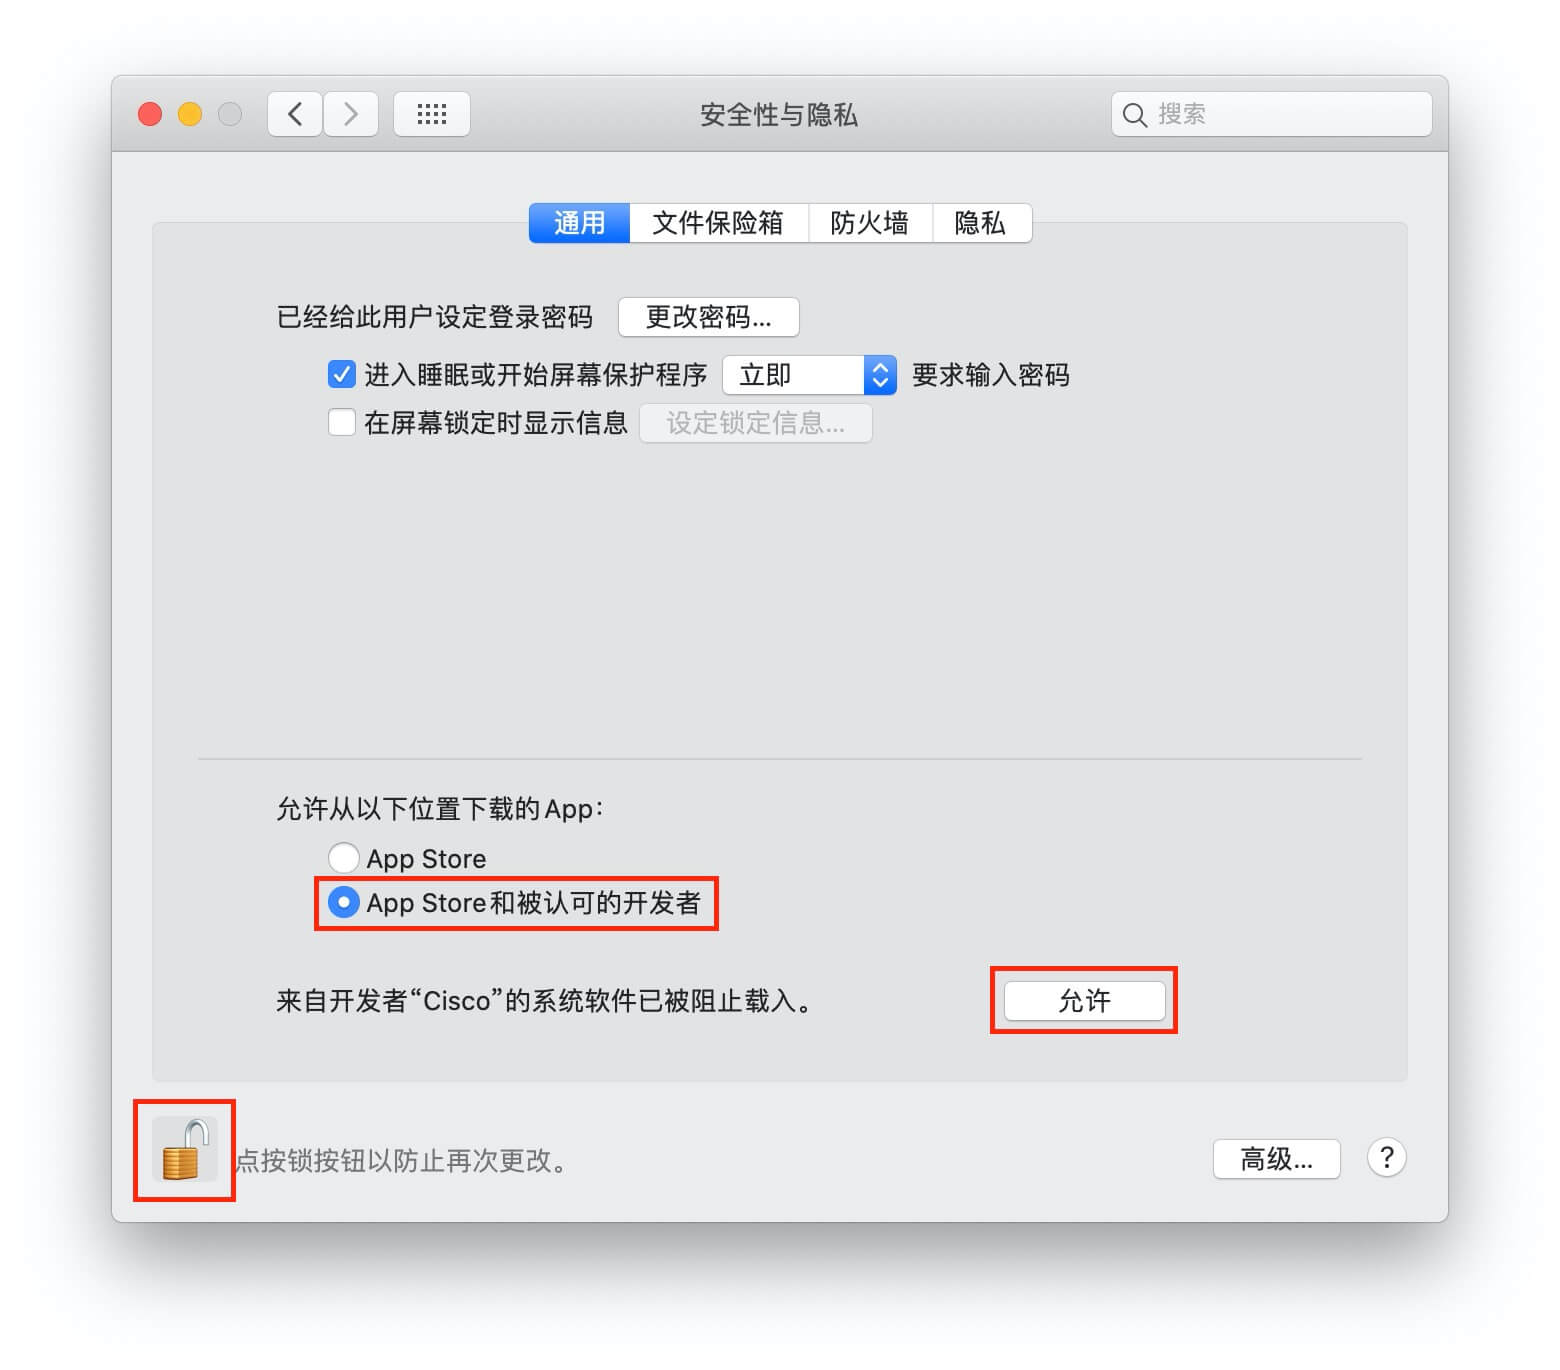 安全性与隐私
搜索
通用 文件保险箱 防火墙 隐私
已经给此用户设定登录密码 更改密码...
进入睡眠或开始屏幕保护程序 立即 要求输入密码
在屏幕锁定时显示信息 设定锁定信息...
允许从以下位置下载的App：
App Store
App Store和被认可的开发者
来自开发者“Cisco”的系统软件已被阻止载入。 允许
点按锁按钮以防止再次更改。
高级... ?